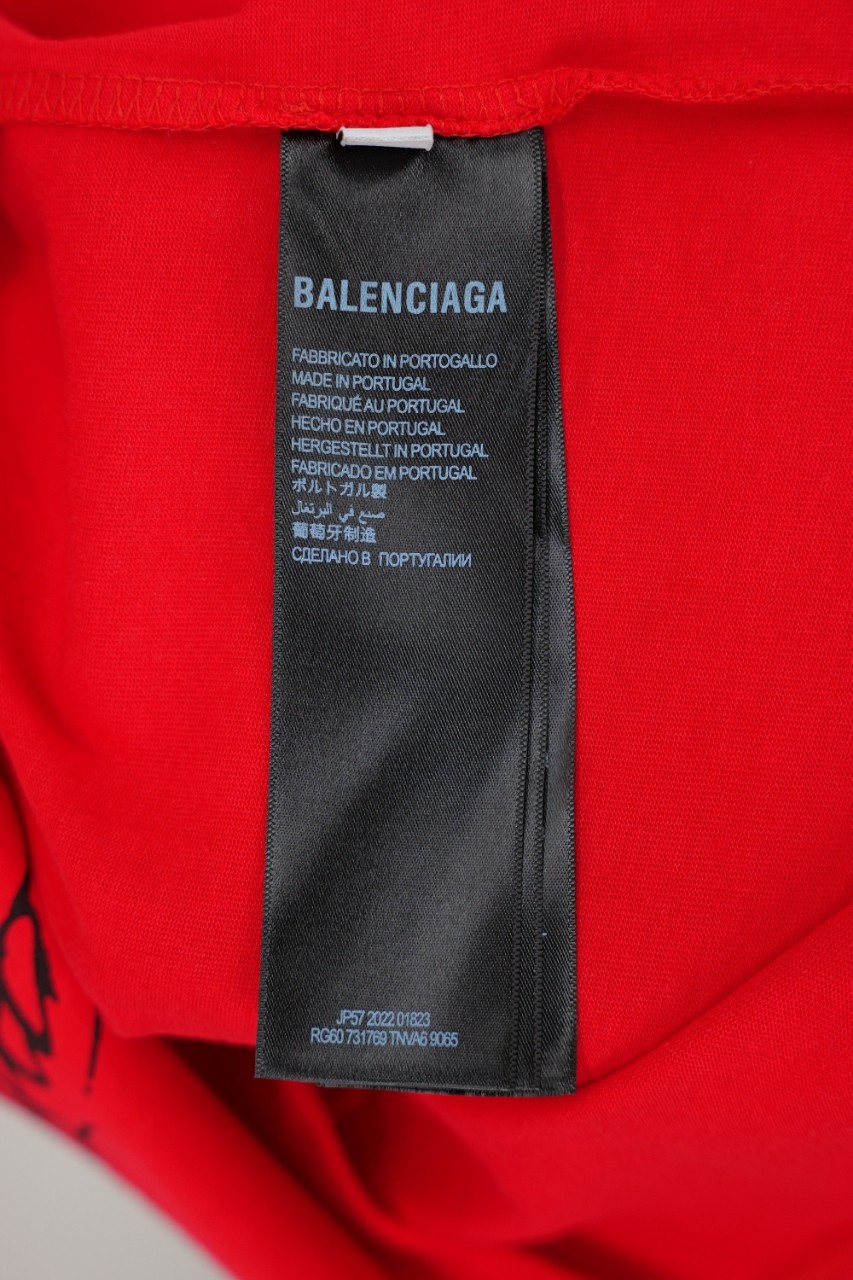 BALENCIAGA
FABBRICATO IN PORTOGALLO
MADE IN PORTUGAL
FABRIQUÉ AU PORTUGAL
HECHO EN PORTUGAL
HERGESTELLT IN PORTUGAL
FABRICADO EM PORTUGAL
ポルトガル製
صنع في البرتغال
葡萄牙制造
СДЕЛАНО В ПОРТУГАЛИИ
JP57 2022 01823
RG60 731769 TNVA6 9065